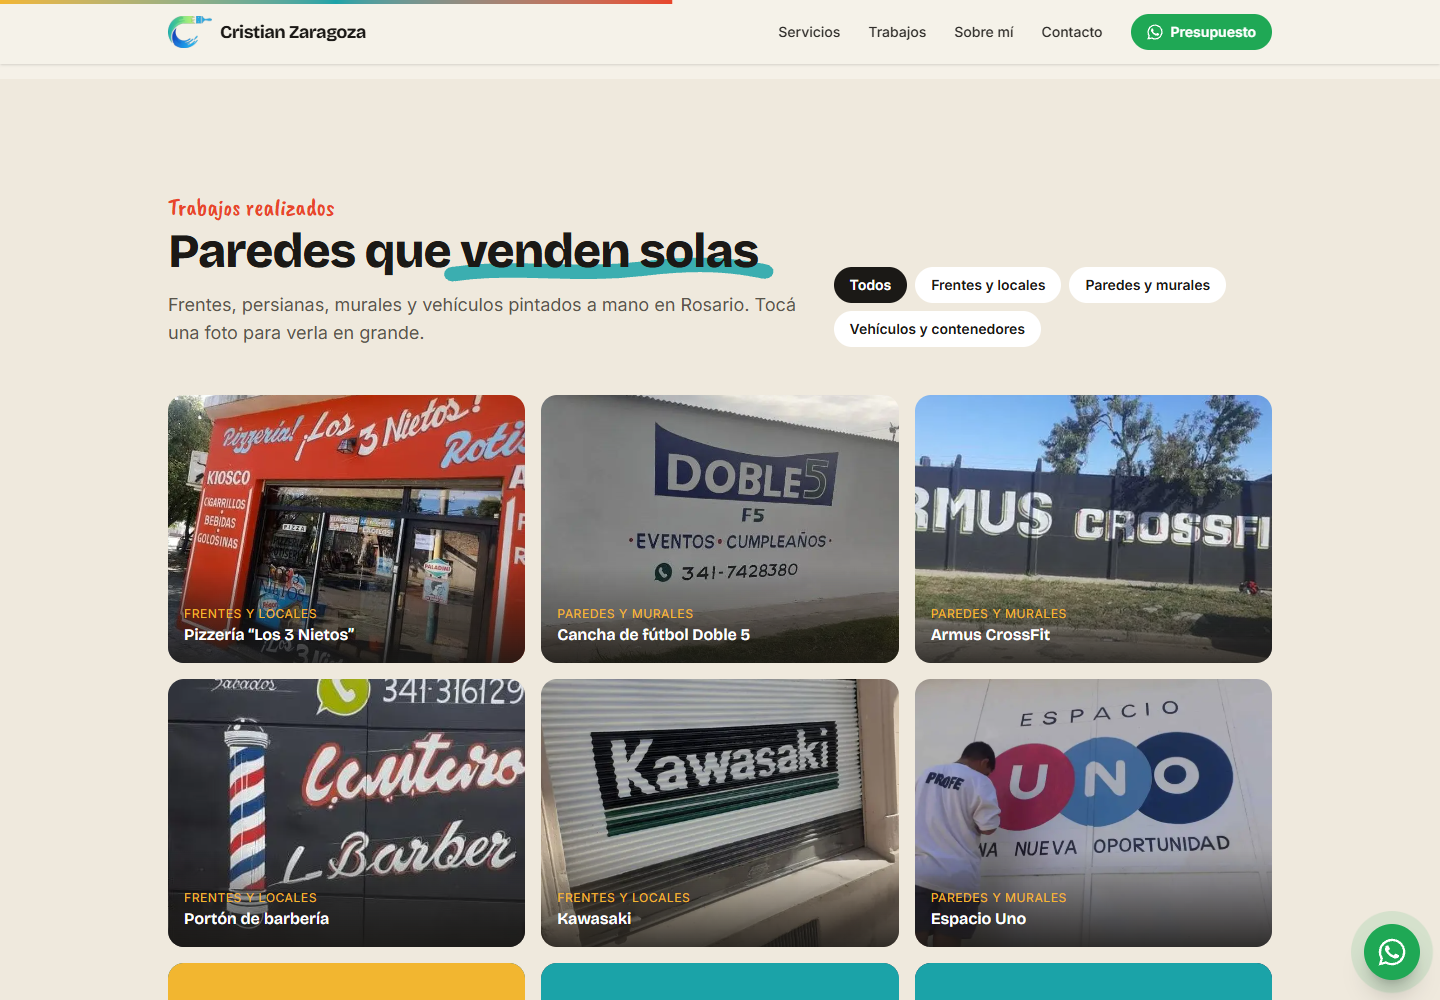 Cristian Zaragoza
Servicios
Trabajos
Sobre mí
Contacto
Presupuesto
Trabajos realizados
Paredes que venden solas
Frentes, persianas, murales y vehículos pintados a mano en Rosario. Tocá
una foto para verla en grande.
Todos
Frentes y locales
Paredes y murales
Vehículos y contenedores
Pizzería! ¡Los 3 Nietos!
KIOSCO
CIGARRILLOS
BEBIDAS
GOLOSINAS
PIZZA
PALADINI
FRENTES Y LOCALES
Pizzería “Los 3 Nietos”
DOBLE5
F5
·EVENTOS·CUMPLEAÑOS·
341-7428380
PAREDES Y MURALES
Cancha de fútbol Doble 5
RMUS CROSSFI
PAREDES Y MURALES
Armus CrossFit
Sabados
341-316129
Lautaro
Barber
FRENTES Y LOCALES
Portón de barbería
Kawasaki
FRENTES Y LOCALES
Kawasaki
ESPACIO
UNO
PROFE
NA NUEVA OPORTUNIDAD
PAREDES Y MURALES
Espacio Uno